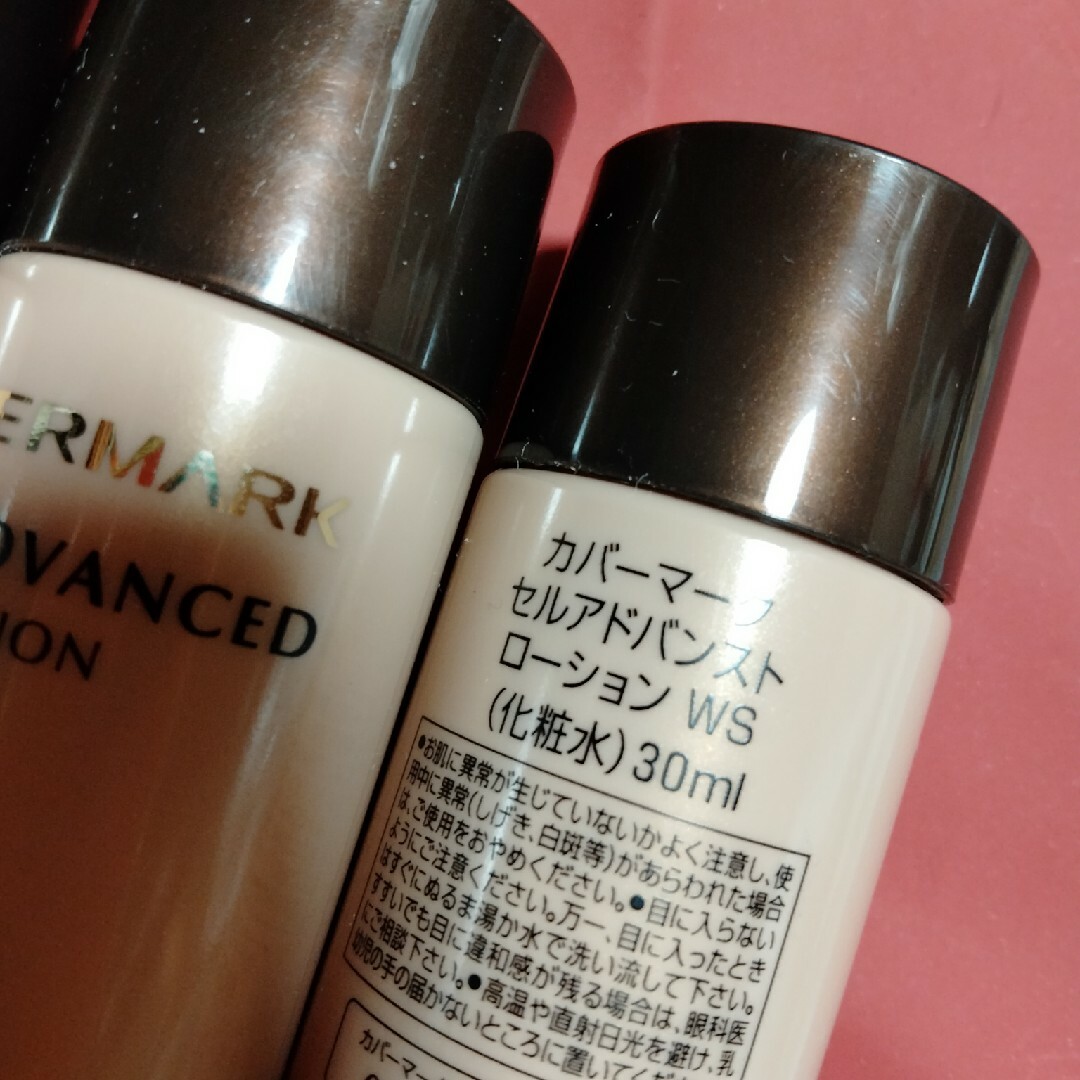 ERMARK
DVANCED
ION
カバーマーク
セルアドバンスト
ローション WS
(化粧水) 30ml
●お肌に異常が生じていないかよく注意し、使
用中に異常(しげき、白斑等)があらわれた場合
は、ご使用をおやめください。●目に入らない
ようにご注意ください。万一、目に入ったとき
はすぐにぬるま湯か水で洗い流して下さい。
すすいでも目に違和感が残る場合は、眼科医
にご相談下さい。●高温や直射日光を避け、乳
幼児の手の届かないところに置いてくだ
カバーマー